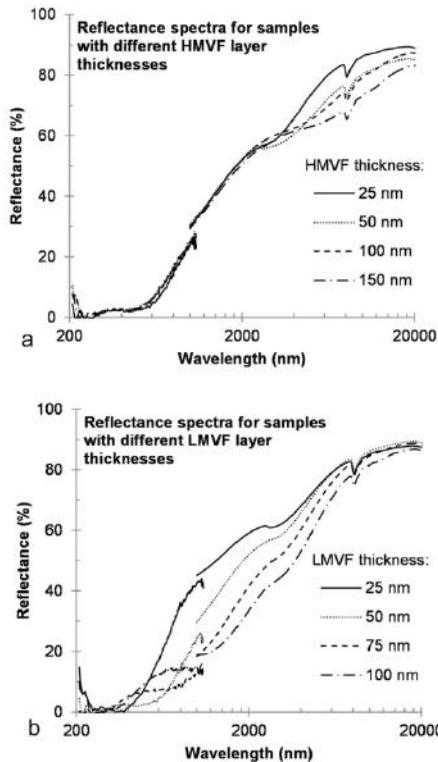 Reflectance spectra for samples
with different HMVF layer
thicknesses
100
80
60
40
20
0
Reflectance (%)
HMVF thickness:
25 nm
50 nm
100 nm
150 nm
200
2000
20000
Wavelength (nm)
a
Reflectance spectra for samples
with different LMVF layer
thicknesses
100
80
60
40
20
0
Reflectance (%)
LMVF thickness:
25 nm
50 nm
75 nm
100 nm
200
2000
20000
Wavelength (nm)
b